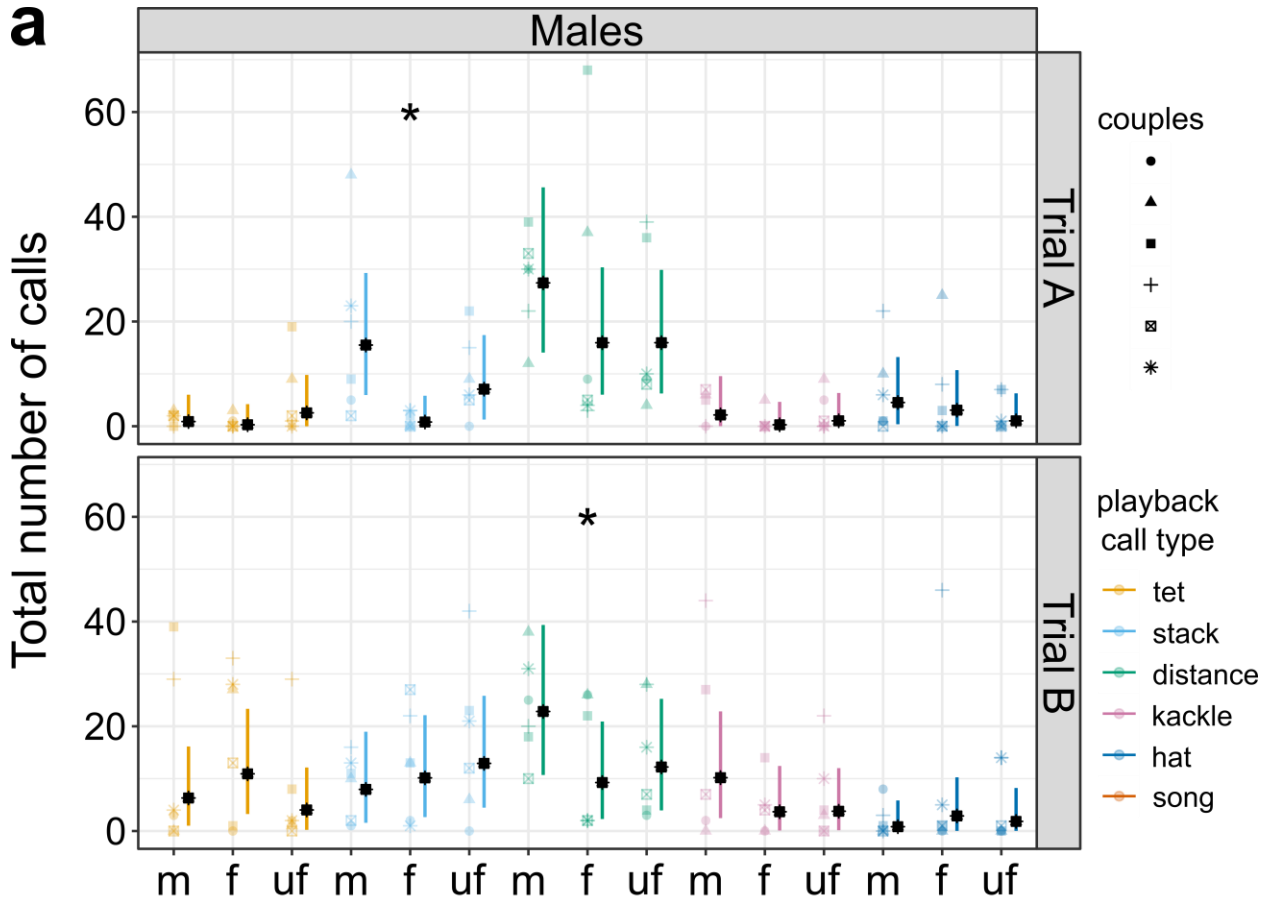 a
Males
Total number of calls
60
40
20
0
*
Trial A
60
40
20
0
*
Trial B
m f uf m f uf m f uf m f uf m f uf
couples
playback
call type
tet
stack
distance
kackle
hat
song